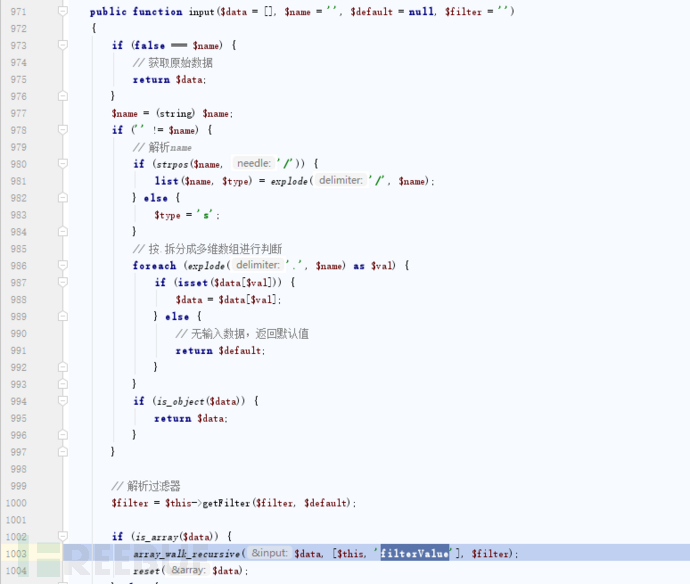 971 public function input($data = [], $name = '', $default = null, $filter = '')
972 {
973 if (false === $name) {
974 // 获取原始数据
975 return $data;
976 }
977 $name = (string) $name;
978 if ('' != $name) {
979 // 解析name
980 if (strpos($name, needle: '/')) {
981 list($name, $type) = explode( delimiter: '/', $name);
982 } else {
983 $type = 's';
984 }
985 // 按.拆分成多维数组进行判断
986 foreach (explode( delimiter: '.', $name) as $val) {
987 if (isset($data[$val])) {
988 $data = $data[$val];
989 } else {
990 // 无输入数据，返回默认值
991 return $default;
992 }
993 }
994 if (is_object($data)) {
995 return $data;
996 }
997 }
998
999 // 解析过滤器
1000 $filter = $this->getFilter($filter, $default);
1001
1002 if (is_array($data)) {
1003 array_walk_recursive( &input: $data, [$this, 'filterValue'], $filter);
1004 reset( &array: $data);